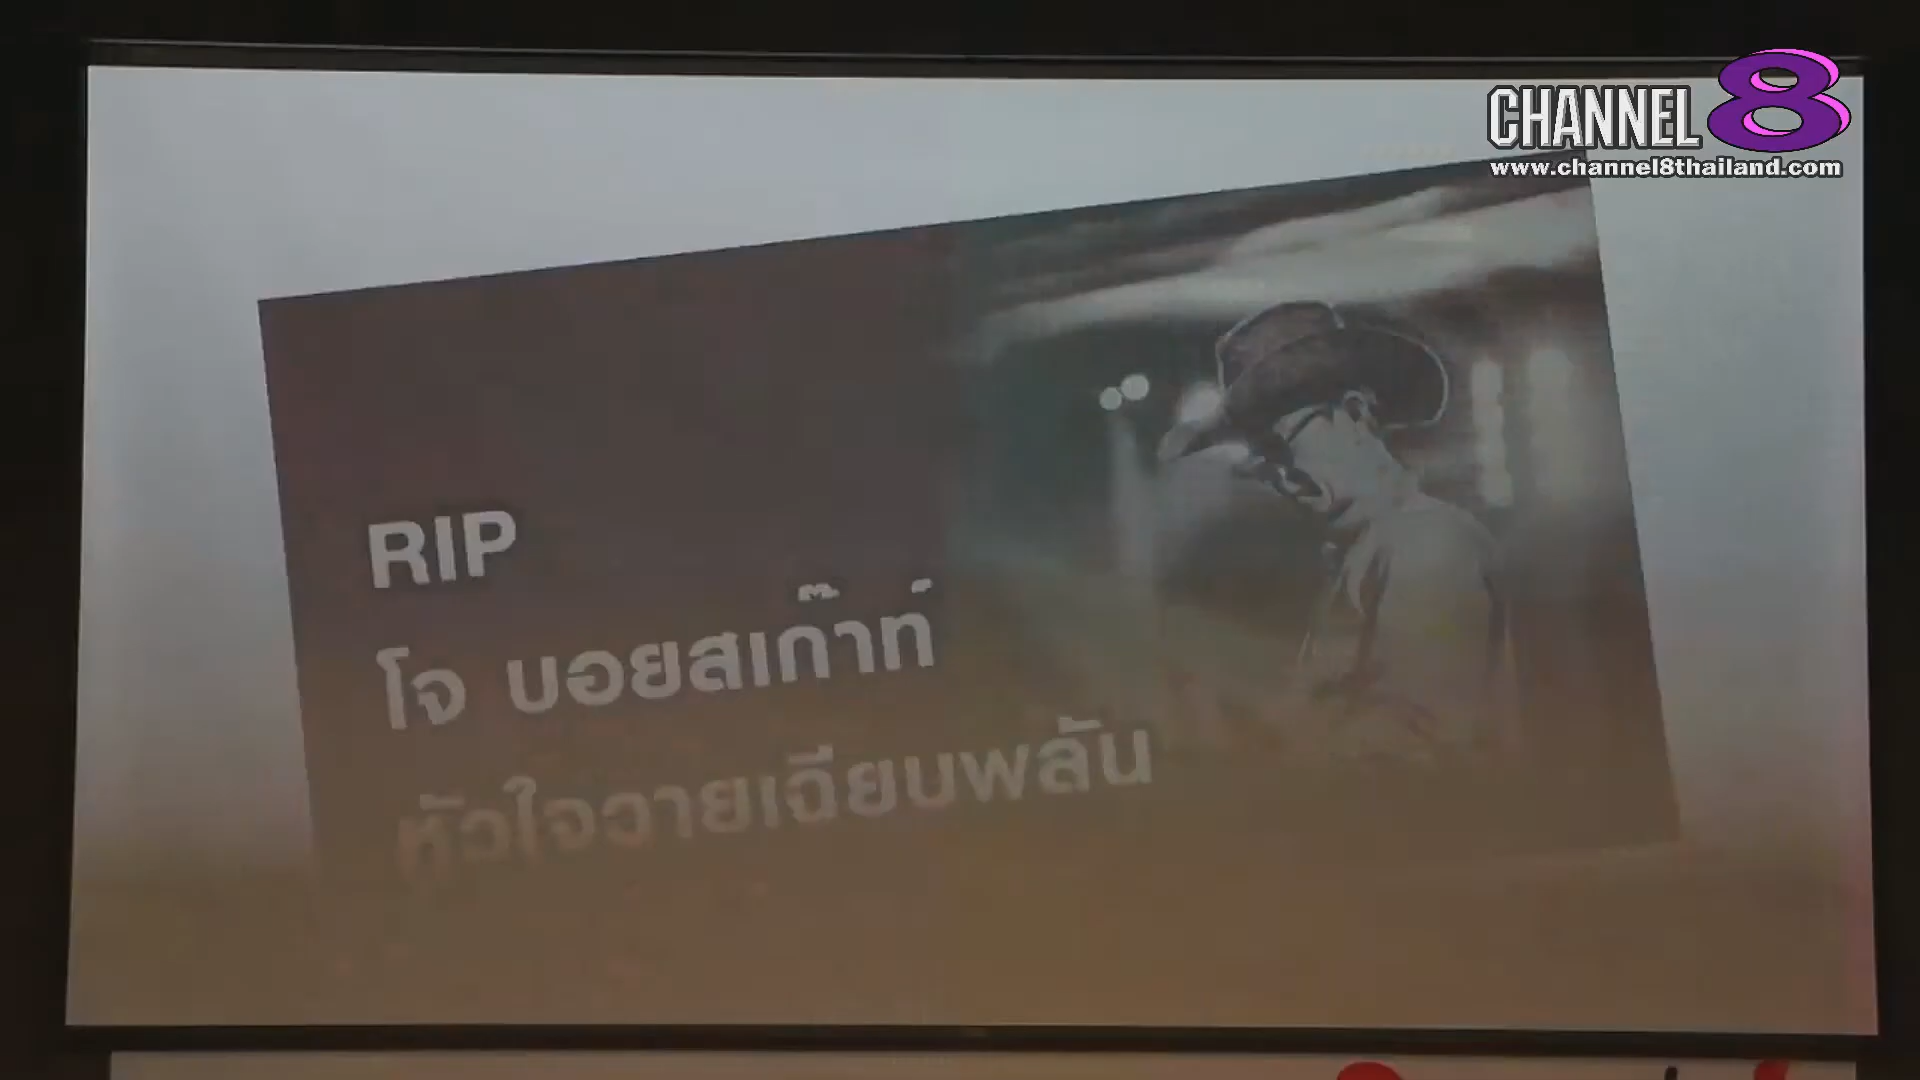 CHANNEL 8
www.channel8thailand.com
RIP
โจ บอยสเก๊าท์
หัวใจวายเฉียบพลัน